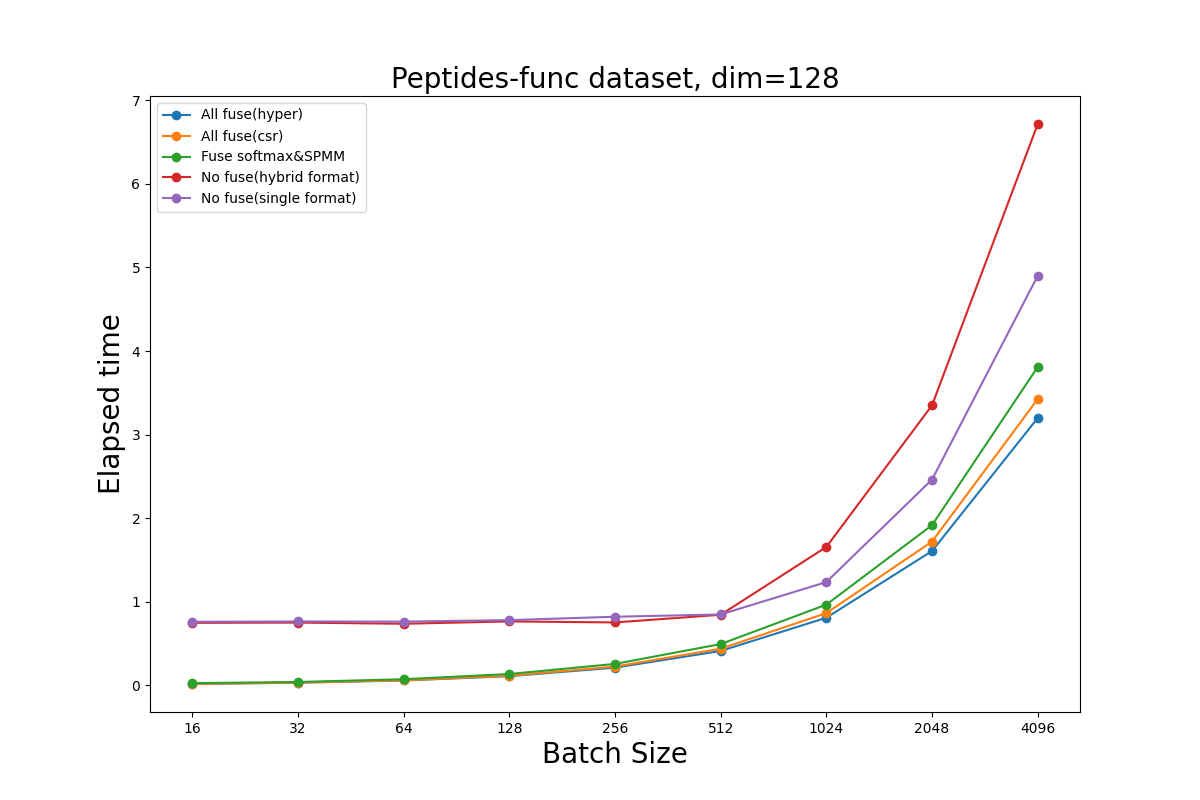 Peptides-func dataset, dim=128
All fuse(hyper)
All fuse(csr)
Fuse softmax&SPMM
No fuse(hybrid format)
No fuse(single format)
Elapsed time
7
6
5
4
3
2
1
0
16 32 64 128 256 512 1024 2048 4096
Batch Size